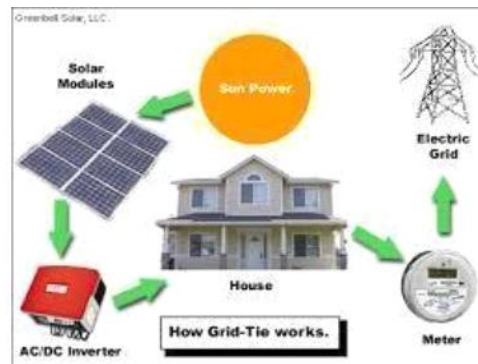 Greenbelt Solar, LLC.
Solar
Modules
Sun Power.
Electric
Grid
House
AC/DC Inverter
How Grid-Tie works.
Meter